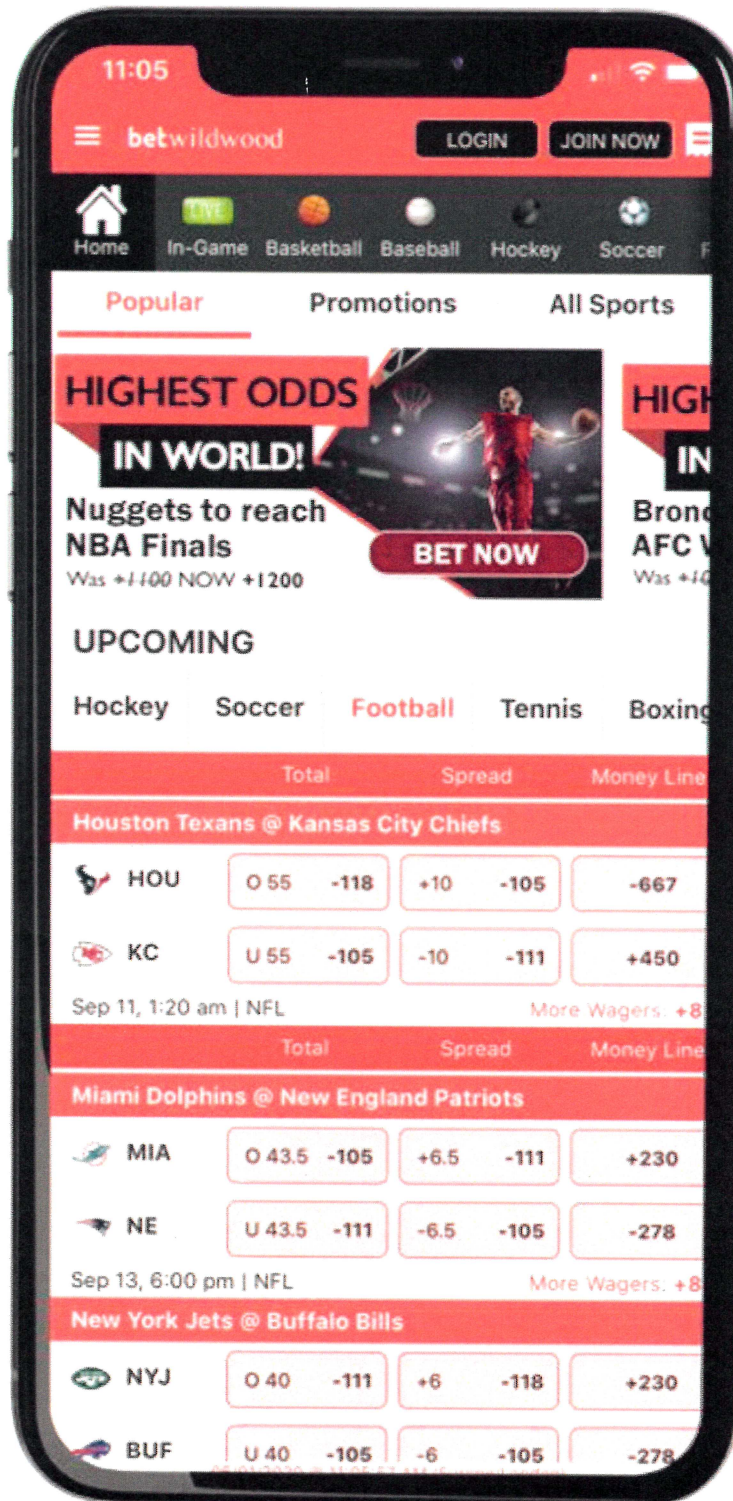 11:05
betwildwood LOGIN JOIN NOW
LIVE
Home In-Game Basketball Baseball Hockey Soccer F
Popular Promotions All Sports
HIGHEST ODDS HIGH
IN WORLD! IN
Nuggets to reach Bronc
NBA Finals BET NOW AFC
Was +1100 NOW +1200 Was +10
UPCOMING
Hockey Soccer Football Tennis Boxing
Total Spread Money Line
Houston Texans @ Kansas City Chiefs
HOU O 55 -118 +10 -105 -667
KC U 55 -105 -10 -111 +450
Sep 11, 1:20 am | NFL More Wagers. +8
Total Spread Money Line
Miami Dolphins @ New England Patriots
MIA O 43.5 -105 +6.5 -111 +230
NE U 43.5 -111 -6.5 -105 -278
Sep 13, 6:00 pm | NFL More Wagers. +8
New York Jets @ Buffalo Bills
NYJ O 40 -111 +6 -118 +230
BUF U 40 -105 -6 -105 -278